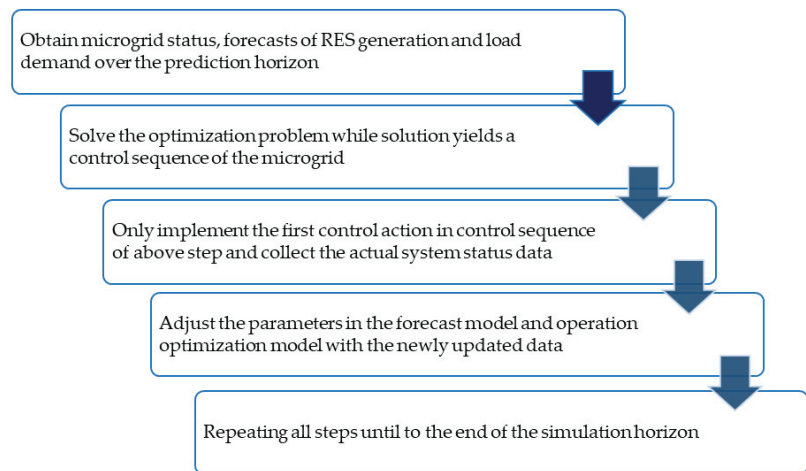 Obtain microgrid status, forecasts of RES generation and load
demand over the prediction horizon
Solve the optimization problem while solution yields a
control sequence of the microgrid
Only implement the first control action in control sequence
of above step and collect the actual system status data
Adjust the parameters in the forecast model and operation
optimization model with the newly updated data
Repeating all steps until to the end of the simulation horizon